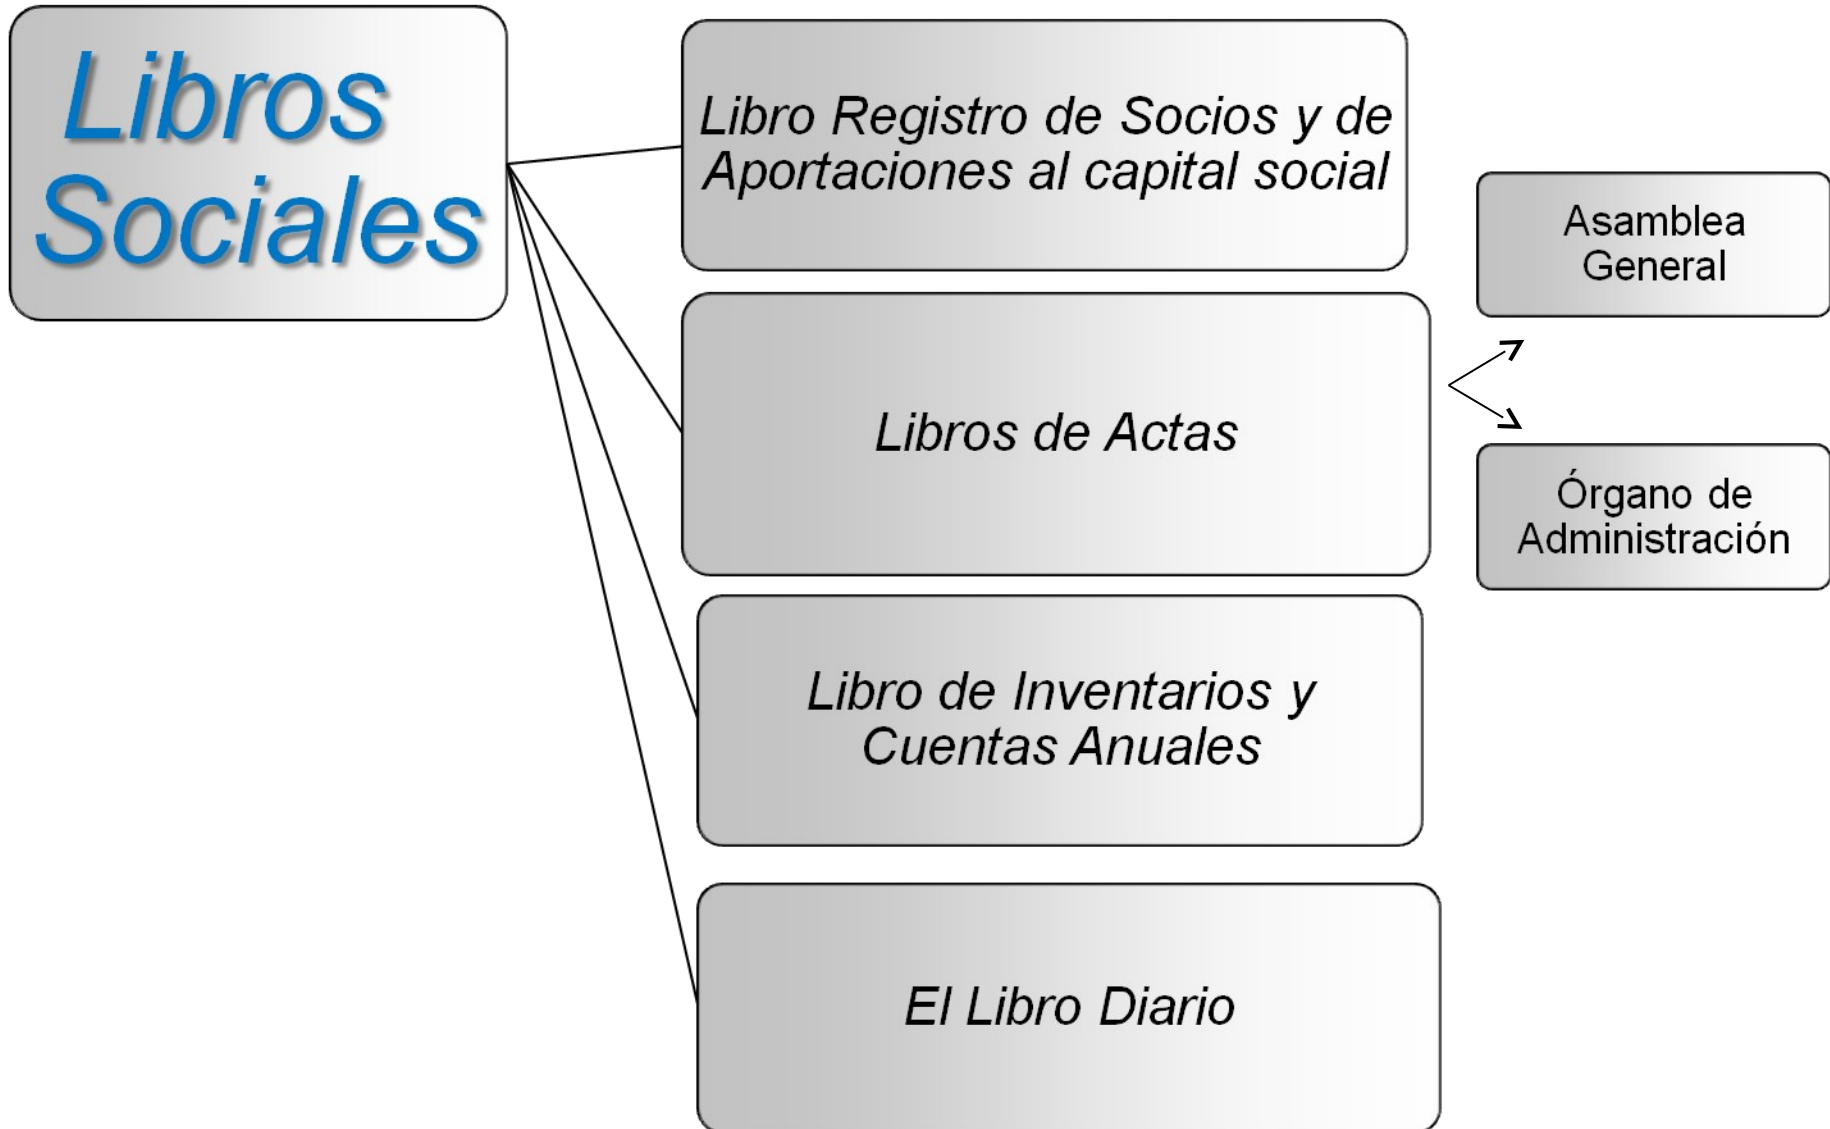 Libros
Sociales
Libro Registro de Socios y de
Aportaciones al capital social
Libros de Actas
Asamblea
General
Órgano de
Administración
Libro de Inventarios y
Cuentas Anuales
El Libro Diario